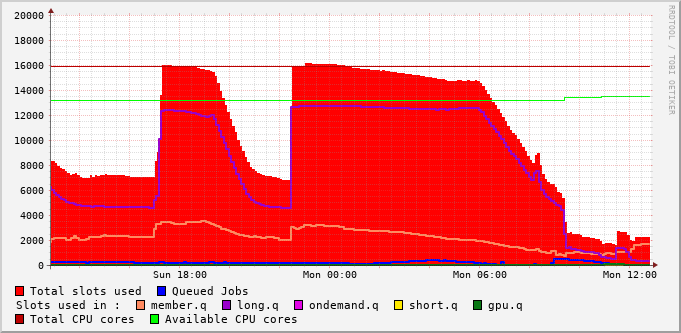 RRDTOOL / TOBI OETIKER
20000
18000
16000
14000
12000
10000
8000
6000
4000
2000
0
Sun 18:00 Mon 00:00 Mon 06:00 Mon 12:00
Total slots used Queued Jobs
Slots used in : member.q long.q ondemand.q short.q gpu.q
Total CPU cores Available CPU cores